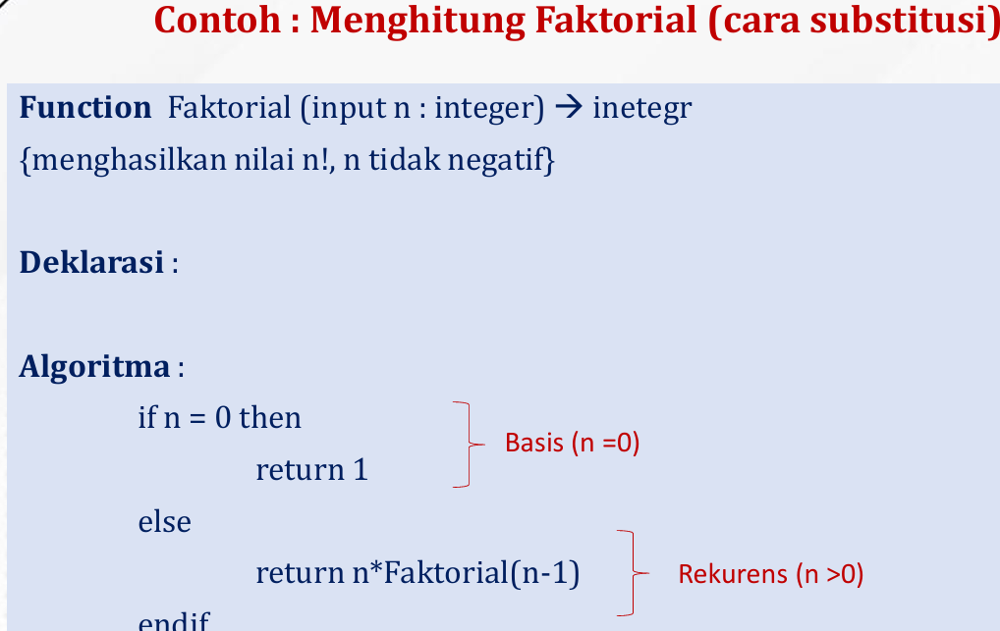 Contoh : Menghitung Faktorial (cara substitusi)
Function Faktorial (input n : integer) → inetegr
{menghasilkan nilai n!, n tidak negatif}
Deklarasi :
Algoritma :
if n = 0 then
Basis (n =0)
return 1
else
return n*Faktorial(n-1)
Rekurens (n >0)
endif